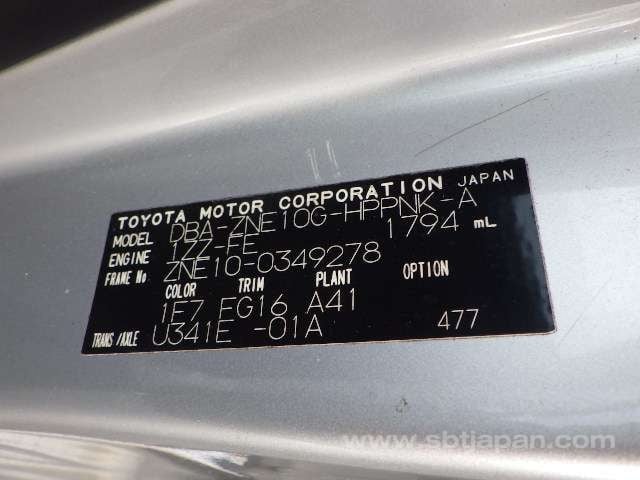 TOYOTA MOTOR CORPORATION JAPAN
MODEL DBA-ZNE10G-HPPNK-A
ENGINE 1ZZ-FE 1794 mL
FRAME No ZNE10-0349278
COLOR TRIM PLANT OPTION
1E7 EG16 A41
TRANS/AXLE U341E -01A 477
www.sbtjapan.com